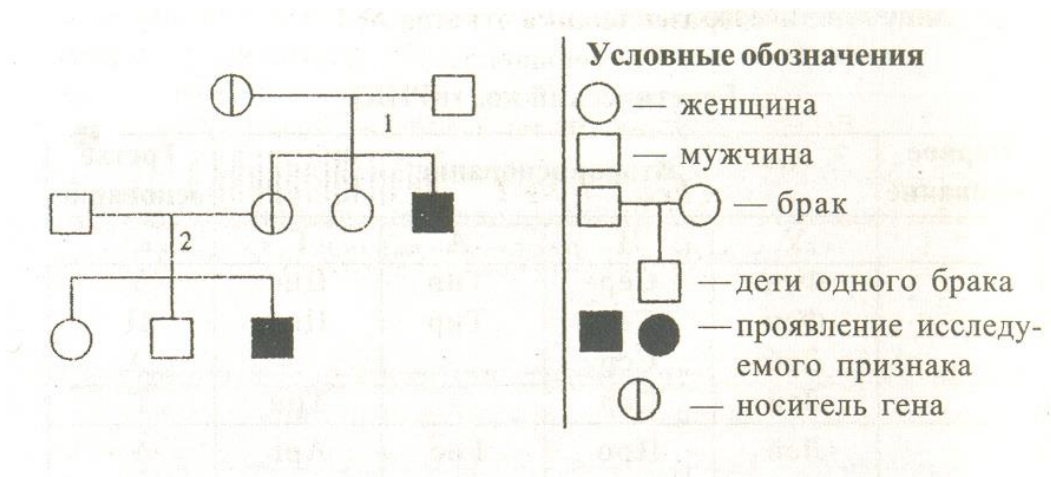 Условные обозначения
— женщина
— мужчина
— брак
— дети одного брака
— проявление исследу-
емого признака
— носитель гена
1
2